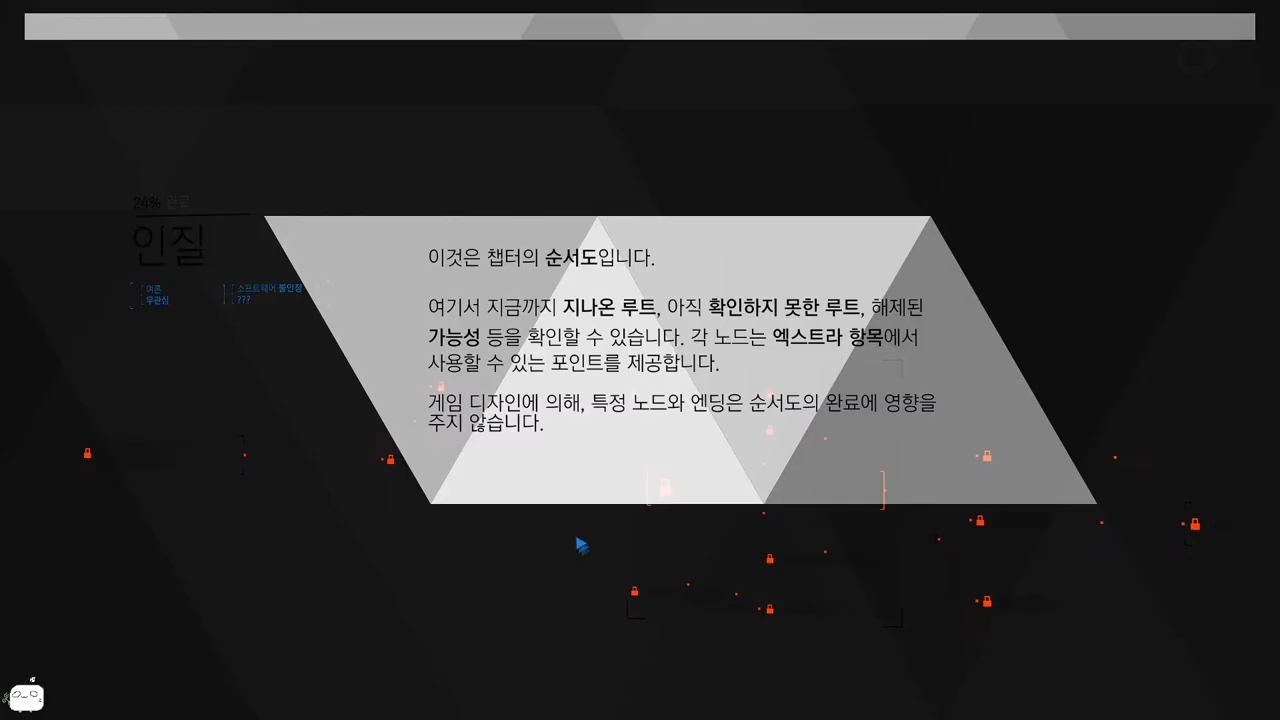 24% 완료
인질
여론
무관심
소프트웨어 불안정
???
이것은 챕터의 순서도입니다.
여기서 지금까지 지나온 루트, 아직 확인하지 못한 루트, 해제된
가능성 등을 확인할 수 있습니다. 각 노드는 엑스트라 항목에서
사용할 수 있는 포인트를 제공합니다.
게임 디자인에 의해, 특정 노드와 엔딩은 순서도의 완료에 영향을
주지 않습니다.